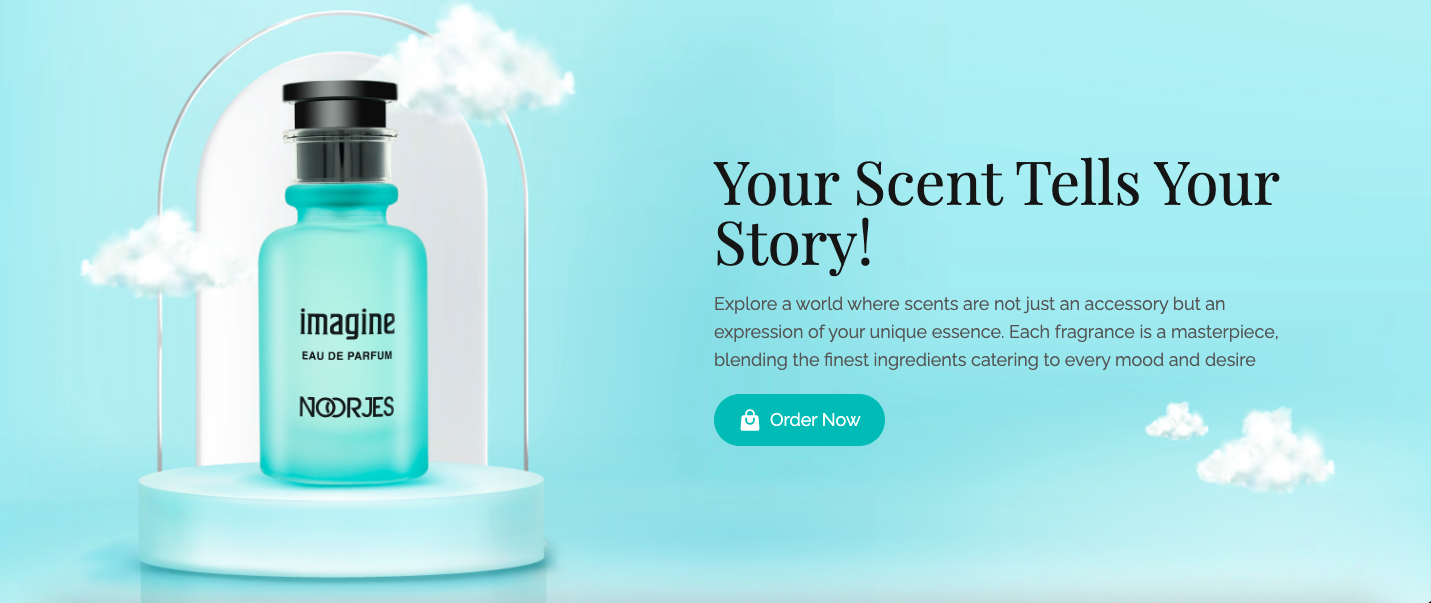 imagine
EAU DE PARFUM
NOORJES
Your Scent Tells Your
Story!
Explore a world where scents are not just an accessory but an
expression of your unique essence. Each fragrance is a masterpiece,
blending the finest ingredients catering to every mood and desire
Order Now